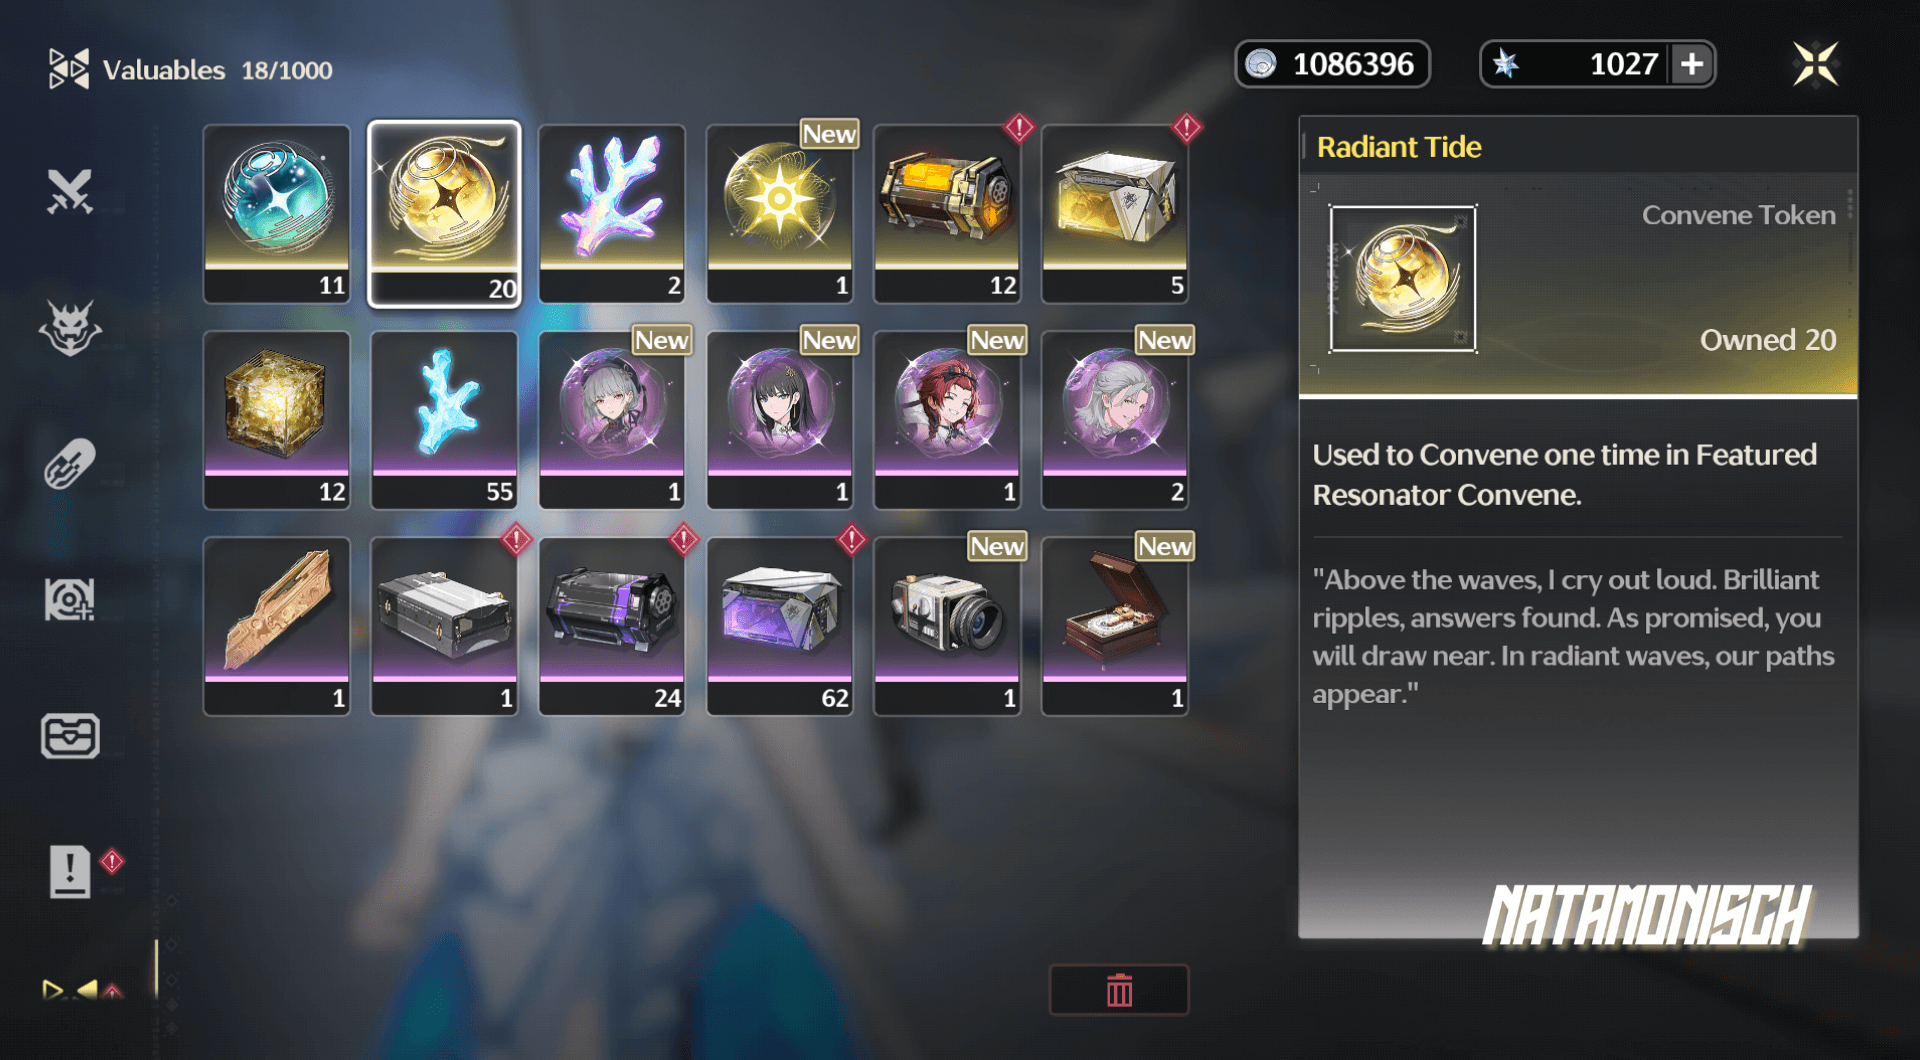 Valuables 18/1000
1086396
1027
New
11
20
2
1
12
5
New
New
New
New
12
55
1
1
1
2
New
New
1
1
24
62
1
1
Radiant Tide
Convene Token
Owned 20
Used to Convene one time in Featured
Resonator Convene.
"Above the waves, I cry out loud. Brilliant
ripples, answers found. As promised, you
will draw near. In radiant waves, our paths
appear."
NATAMONISCH